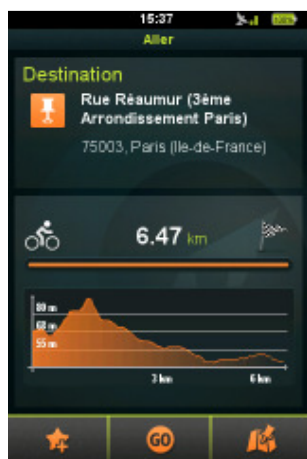 15:37
Aller
Destination
Rue Réaumur (3ème
Arrondissement Paris)
75003, Paris (Ile-de-France)
6.47 km
80 m
68 m
55 m
3 km
6 km
GO